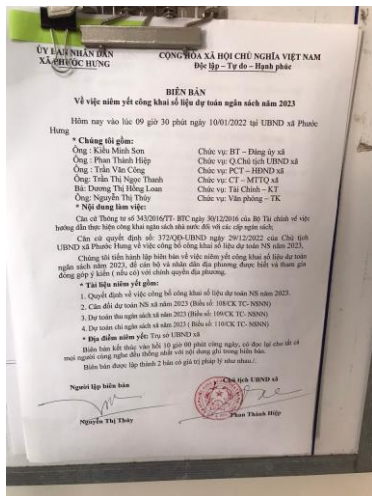 ỦY BAN NHÂN DÂN
XÃ PHƯỚC HƯNG
CỘNG HÒA XÃ HỘI CHỦ NGHĨA VIỆT NAM
Độc lập – Tự do – Hạnh phúc
BIÊN BẢN
Về việc niêm yết công khai số liệu dự toán ngân sách năm 2023
Hôm nay vào lúc 09 giờ 30 phút ngày 10/01/2022 tại UBND xã Phước
Hưng
* Chúng tôi gồm:
Ông : Kiều Minh Sơn Chức vụ: BT – Đảng ủy xã
Ông : Phan Thành Hiệp Chức vụ: Q.Chủ tịch UBND xã
Ông : Trần Văn Công Chức vụ: PCT – HĐND xã
Ông: Trần Thị Ngọc Thanh Chức vụ: CT – MTTQ xã
Bà: Dương Thị Hồng Loan Chức vụ: Tài Chính – KT
Ông: Nguyễn Thị Thùy Chức vụ: Văn phòng – TK
* Nội dung làm việc:
Căn cứ Thông tư số 343/2016/TT- BTC ngày 30/12/2016 của Bộ Tài chính về việc
hướng dẫn thực hiện công khai ngân sách nhà nước đối với các cấp ngân sách;
Căn cứ quyết định số: 372/QĐ-UBND ngày 29/12/2022 của Chủ tịch
UBND xã Phước Hưng về việc công bố công khai số liệu dự toán NS năm 2023,
Chúng tôi tiến hành lập biên bản về việc niêm yết công khai số liệu dự toán
ngân sách năm 2023, để cán bộ và nhân dân địa phương được biết và tham gia
đóng góp ý kiến ( nếu có) với chính quyền địa phương.
* Tài liệu niêm yết gồm:
1. Quyết định về việc công bố công khai số liệu dự toán NS năm 2023.
2. Cân đối dự toán NS xã năm 2023 (Biểu số: 108/CK TC- NSNN)
3. Dự toán thu ngân sách xã năm 2023 (Biểu số: 109/CK TC- NSNN)
4. Dự toán chi ngân sách xã năm 2023 ( Biểu số: 110/CK TC- NSNN)
* Địa điểm niêm yết: Trụ sở UBND xã
Biên bản kết thúc vào hồi 10 giờ 00 phút cùng ngày, có đọc lại cho tất cả
mọi người cùng nghe đều thống nhất với nội dung ghi trong biên bản.
Biên bản được lập thành 2 bản có giá trị pháp lý như nhau./.
Người lập biên bản
Chủ tịch UBND xã
Nguyễn Thị Thùy
Phan Thành Hiệp